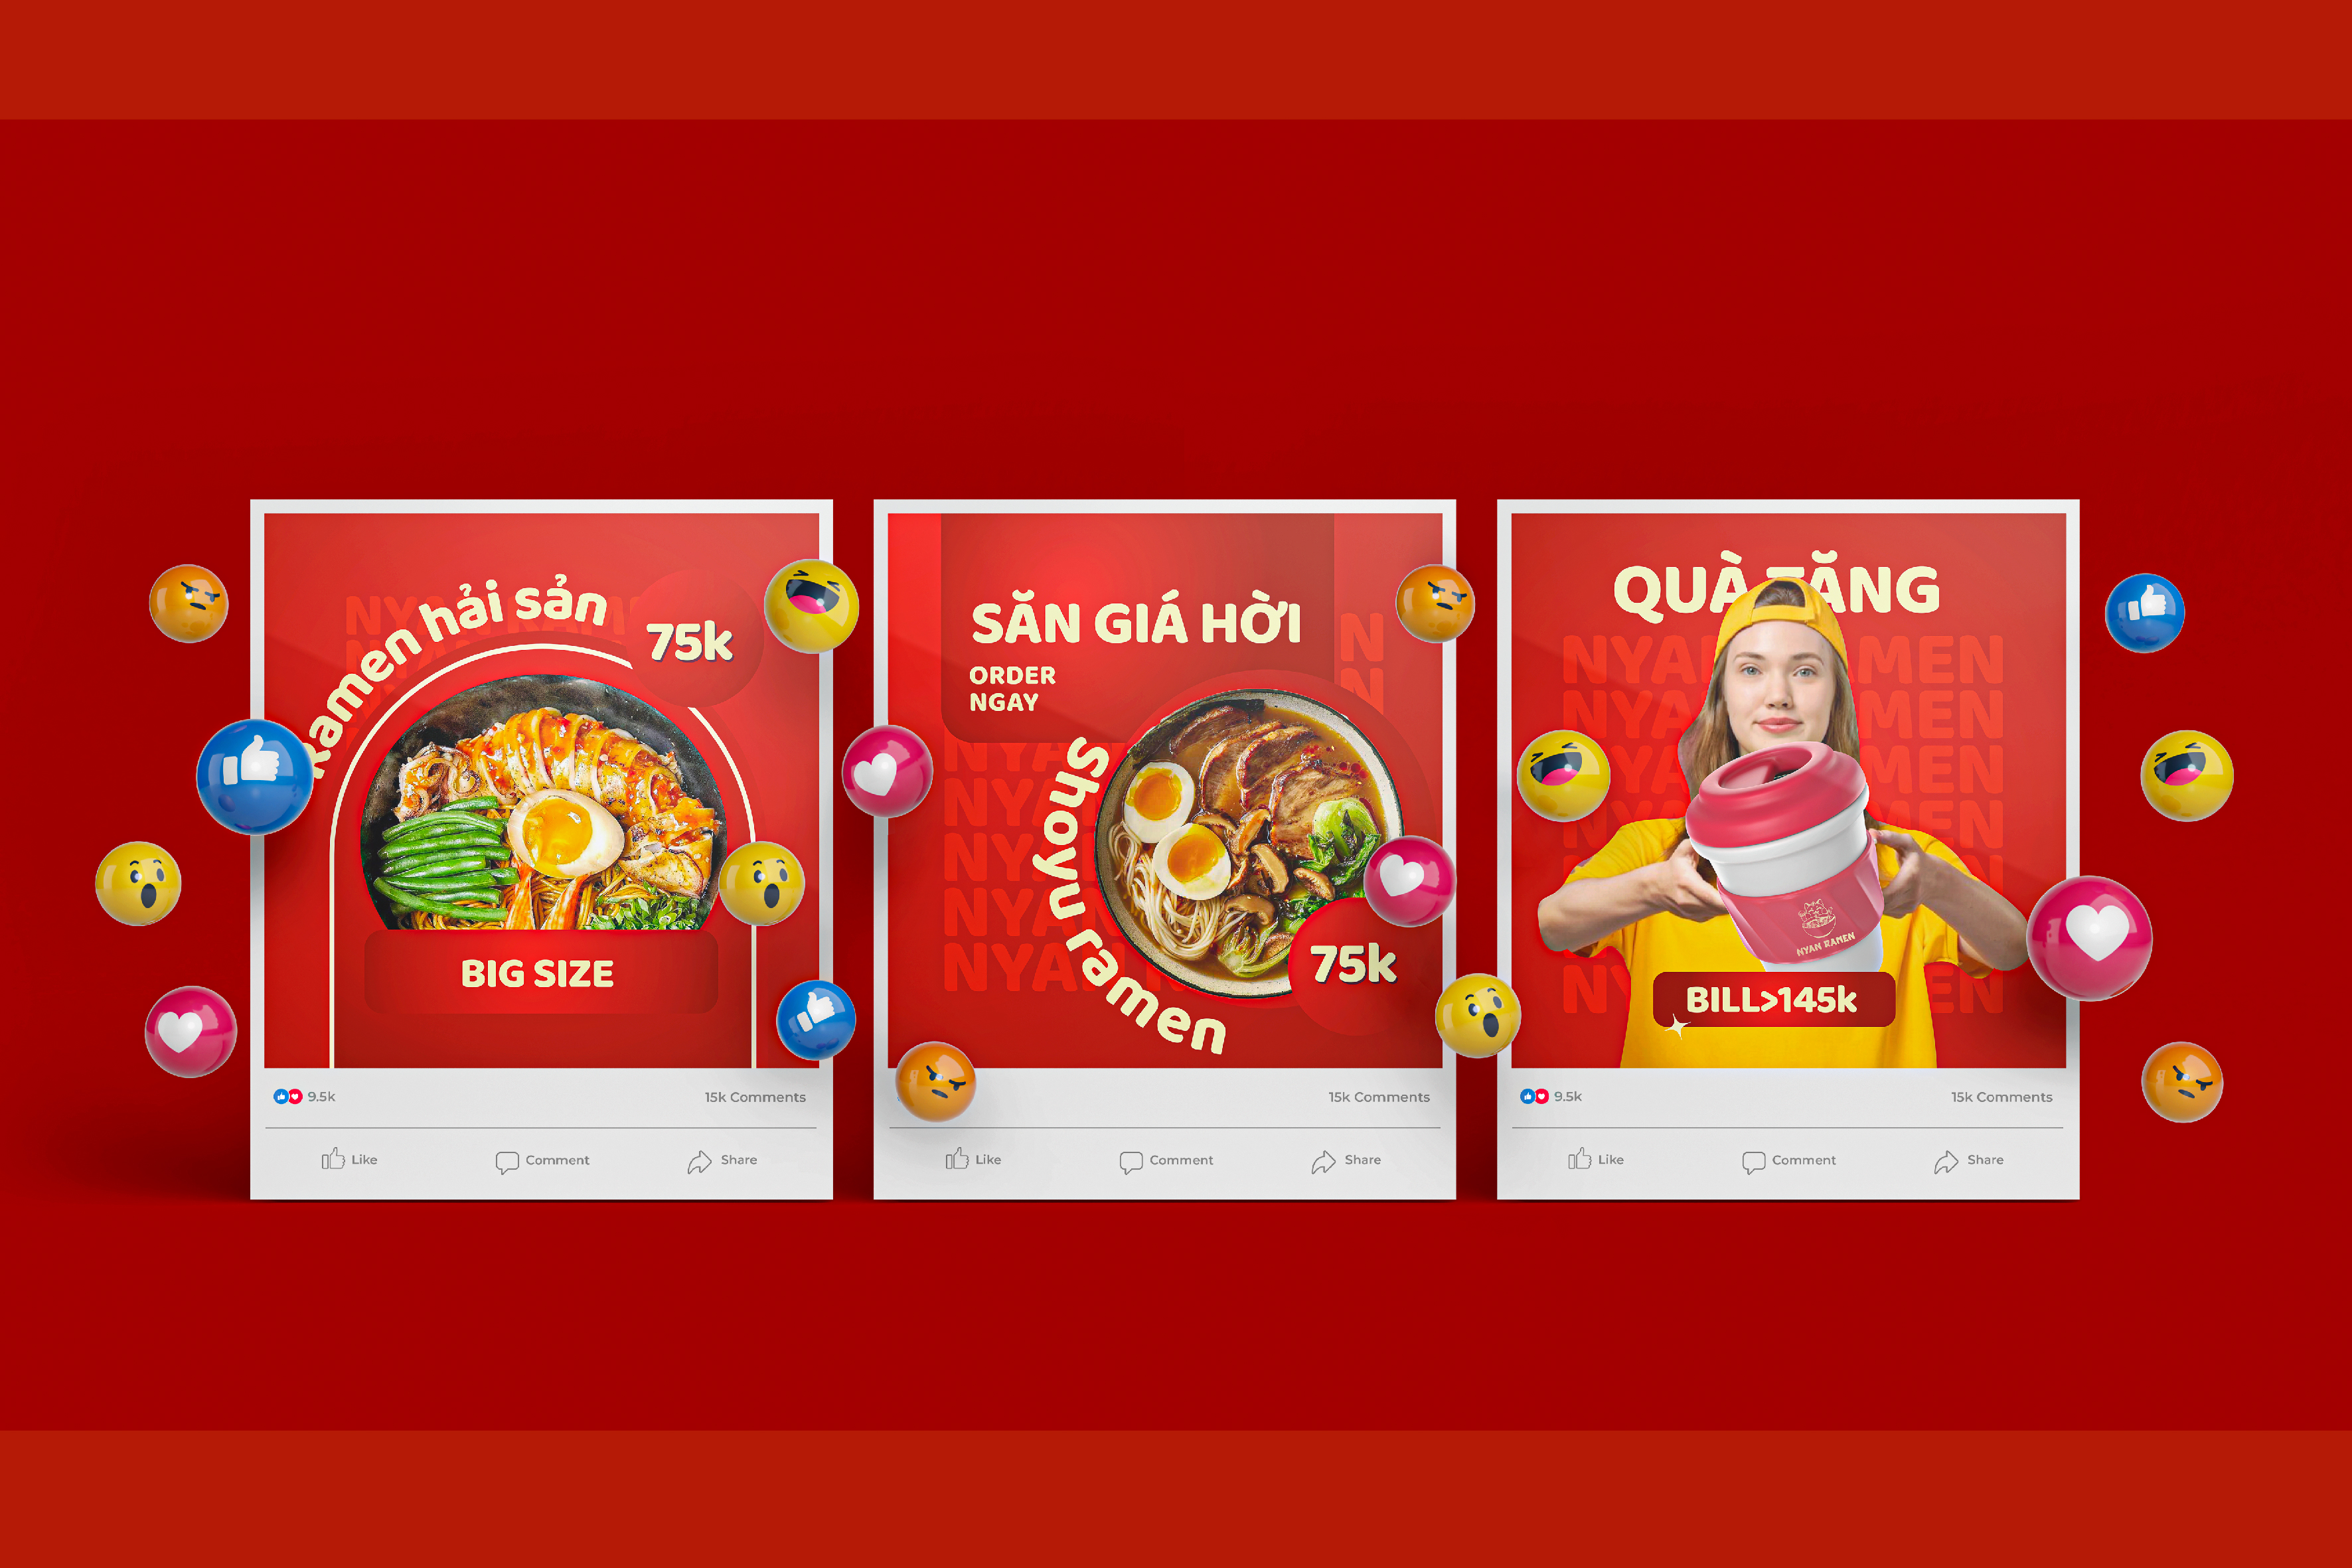 Ramen hải sản
75k
BIG SIZE
9.5k
15k Comments
Like
Comment
Share
SĂN GIÁ HỜI
ORDER
NGAY
Shoyu ramen
75k
15k Comments
Like
Comment
Share
QUÀ TẶNG
NYAN RAMEN
BILL>145k
9.5k
15k Comments
Like
Comment
Share